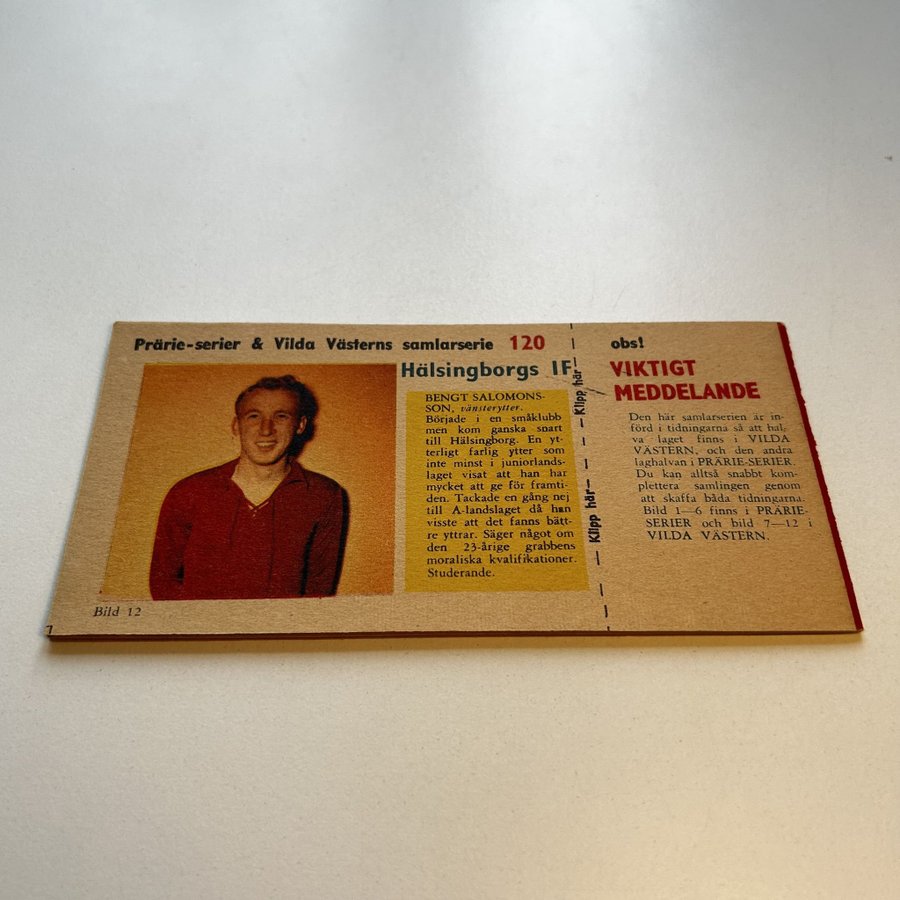 Prärie-serier & Vilda Västerns samlarserie 120
Hälsingborgs IF
BENGT SALOMONS-
SON, vänsterytter.
Började i en småklubb
men kom ganska snart
till Hälsingborg. En yt-
terligt farlig ytter som
inte minst i juniorlands-
laget visat att han har
mycket att ge för framti-
den. Tackade en gång nej
till A-landslaget då han
visste att det fanns bätt-
re yttrar. Säger något om
den 23-årige grabbens
moraliska kvalifikationer.
Studerande.
Bild 12
Klipp här
Klipp här
obs!
VIKTIGT
MEDDELANDE
Den här samlarserien är in-
förd i tidningarna så att hal-
va laget finns i VILDA
VÄSTERN, och den andra
laghalvan i PRÄRIE-SERIER.
Du kan alltså snabbt kom-
plettera samlingen genom
att skaffa båda tidningarna.
Bild 1—6 finns i PRÄRIE-
SERIER och bild 7—12 i
VILDA VÄSTERN.